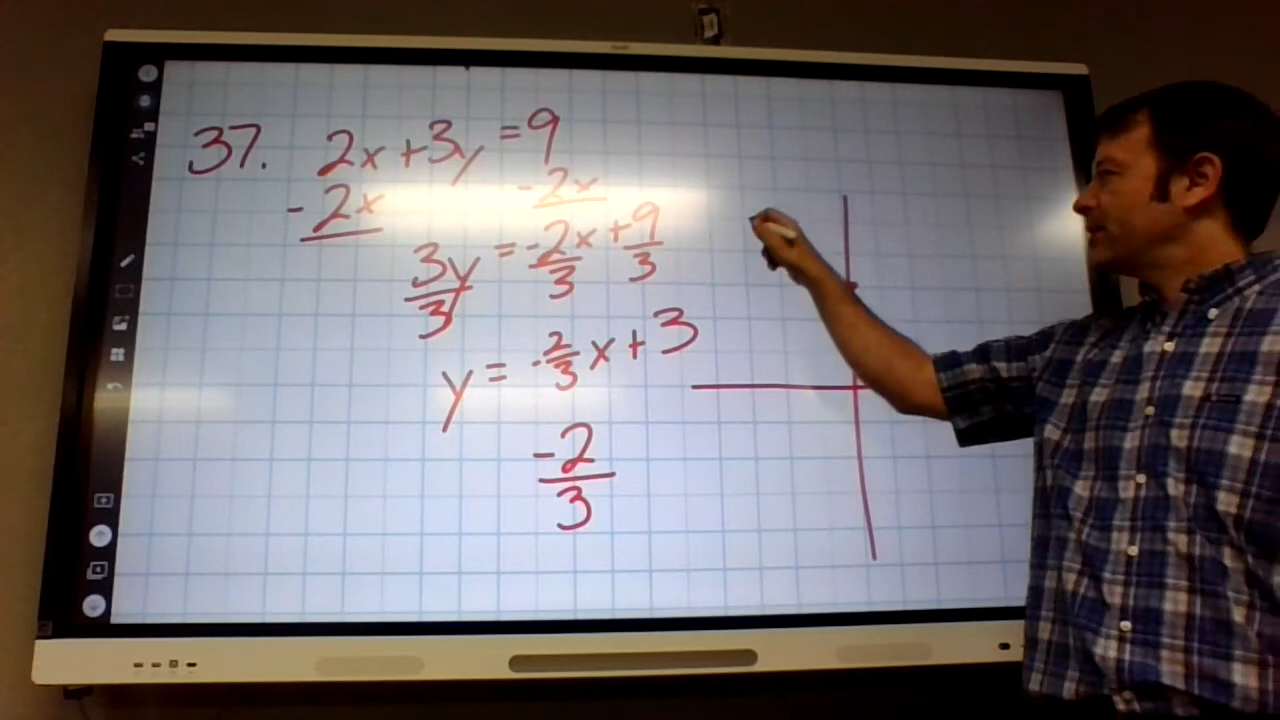 37. 2x+3y=9
-2x -2x
3y/3 = -2x/3 + 9/3
y = -2/3 x + 3
-2/3